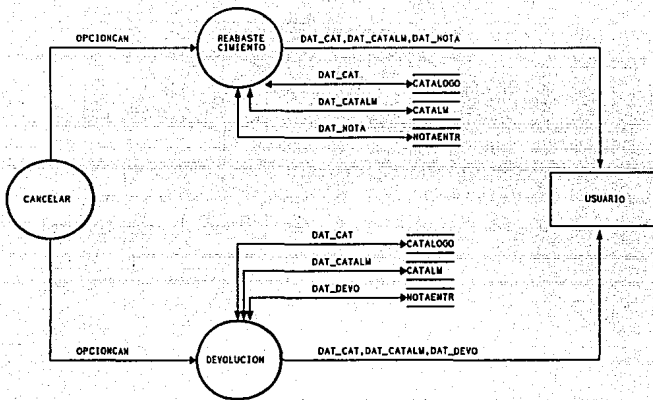 OPCIONCAN
REABASTE
CIMIENTO
DAT_CAT,DAT_CATALM,DAT_NOTA
DAT_CAT
CATALOGO
DAT_CATALM
CATALM
DAT_NOTA
NOTAENTR
CANCELAR
USUARIO
DAT_CAT
CATALOGO
DAT_CATALM
CATALM
DAT_DEVO
NOTAENTR
OPCIONCAN
DEVOLUCION
DAT_CAT,DAT_CATALM,DAT_DEVO